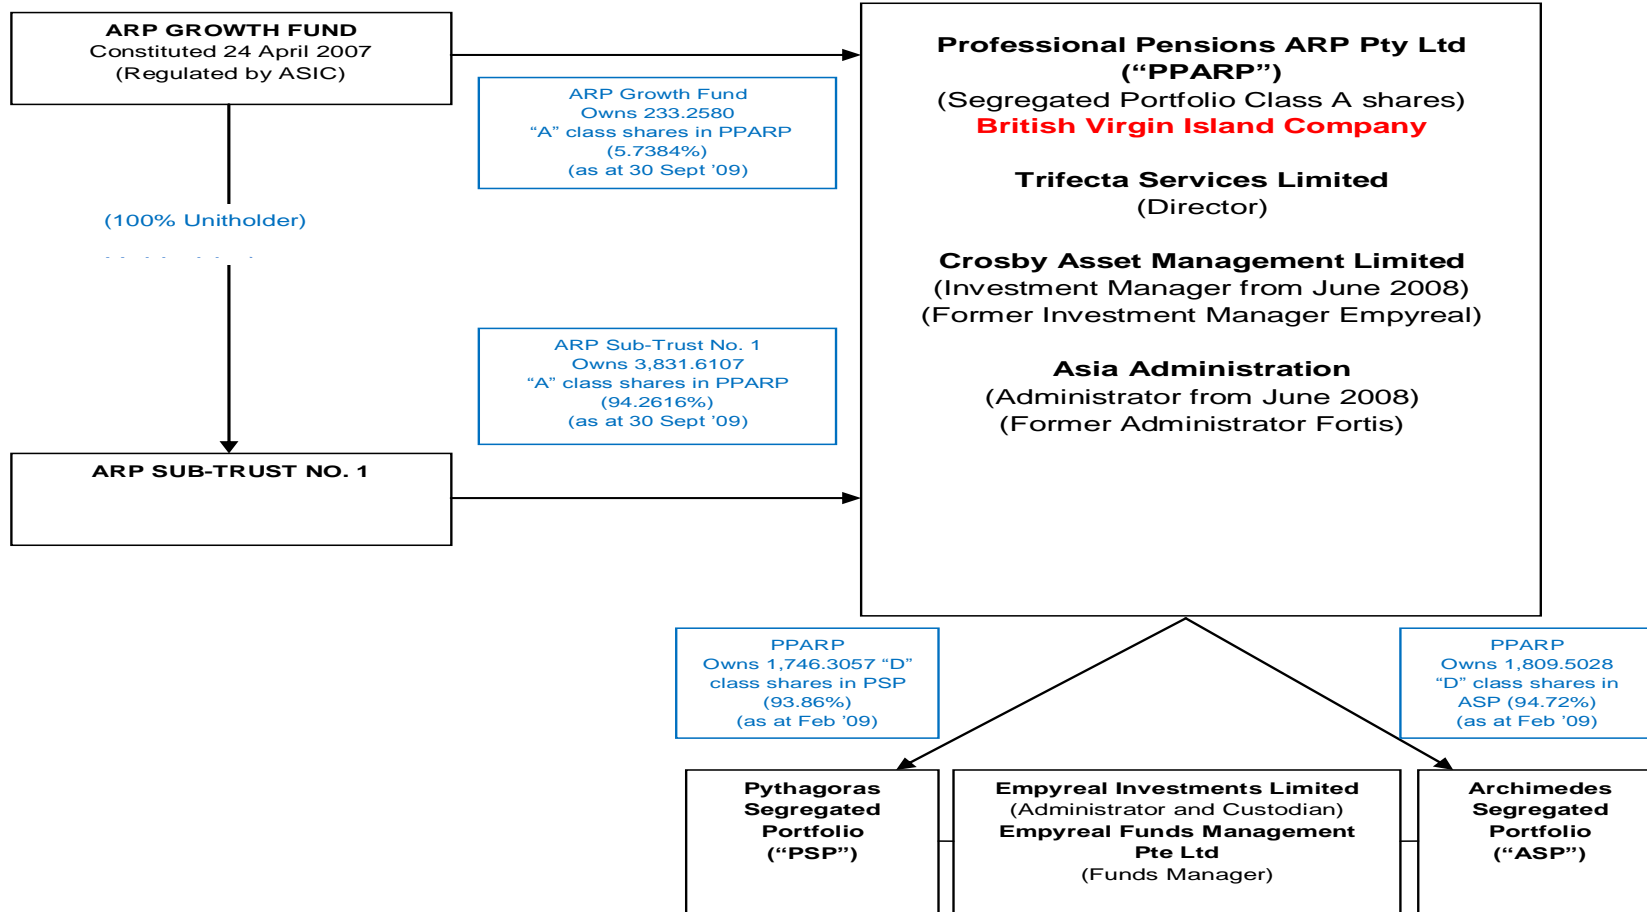 ARP GROWTH FUND
Constituted 24 April 2007
(Regulated by ASIC)
ARP Growth Fund
Owns 233.2580
“A” class shares in PPARP
(5.7384%)
(as at 30 Sept ’09)
(100% Unitholder)
ARP Sub-Trust No. 1
Owns 3,831.6107
“A” class shares in PPARP
(94.2616%)
(as at 30 Sept ’09)
ARP SUB-TRUST NO. 1
Professional Pensions ARP Pty Ltd
(“PPARP”)
(Segregated Portfolio Class A shares)
British Virgin Island Company
Trifecta Services Limited
(Director)
Crosby Asset Management Limited
(Investment Manager from June 2008)
(Former Investment Manager Empyreal)
Asia Administration
(Administrator from June 2008)
(Former Administrator Fortis)
PPARP
Owns 1,746.3057 “D”
class shares in PSP
(93.86%)
(as at Feb ’09)
PPARP
Owns 1,809.5028
“D” class shares in
ASP (94.72%)
(as at Feb ’09)
Pythagoras
Segregated
Portfolio
(“PSP”)
Empyreal Investments Limited
(Administrator and Custodian)
Empyreal Funds Management
Pte Ltd
(Funds Manager)
Archimedes
Segregated
Portfolio
(“ASP”)